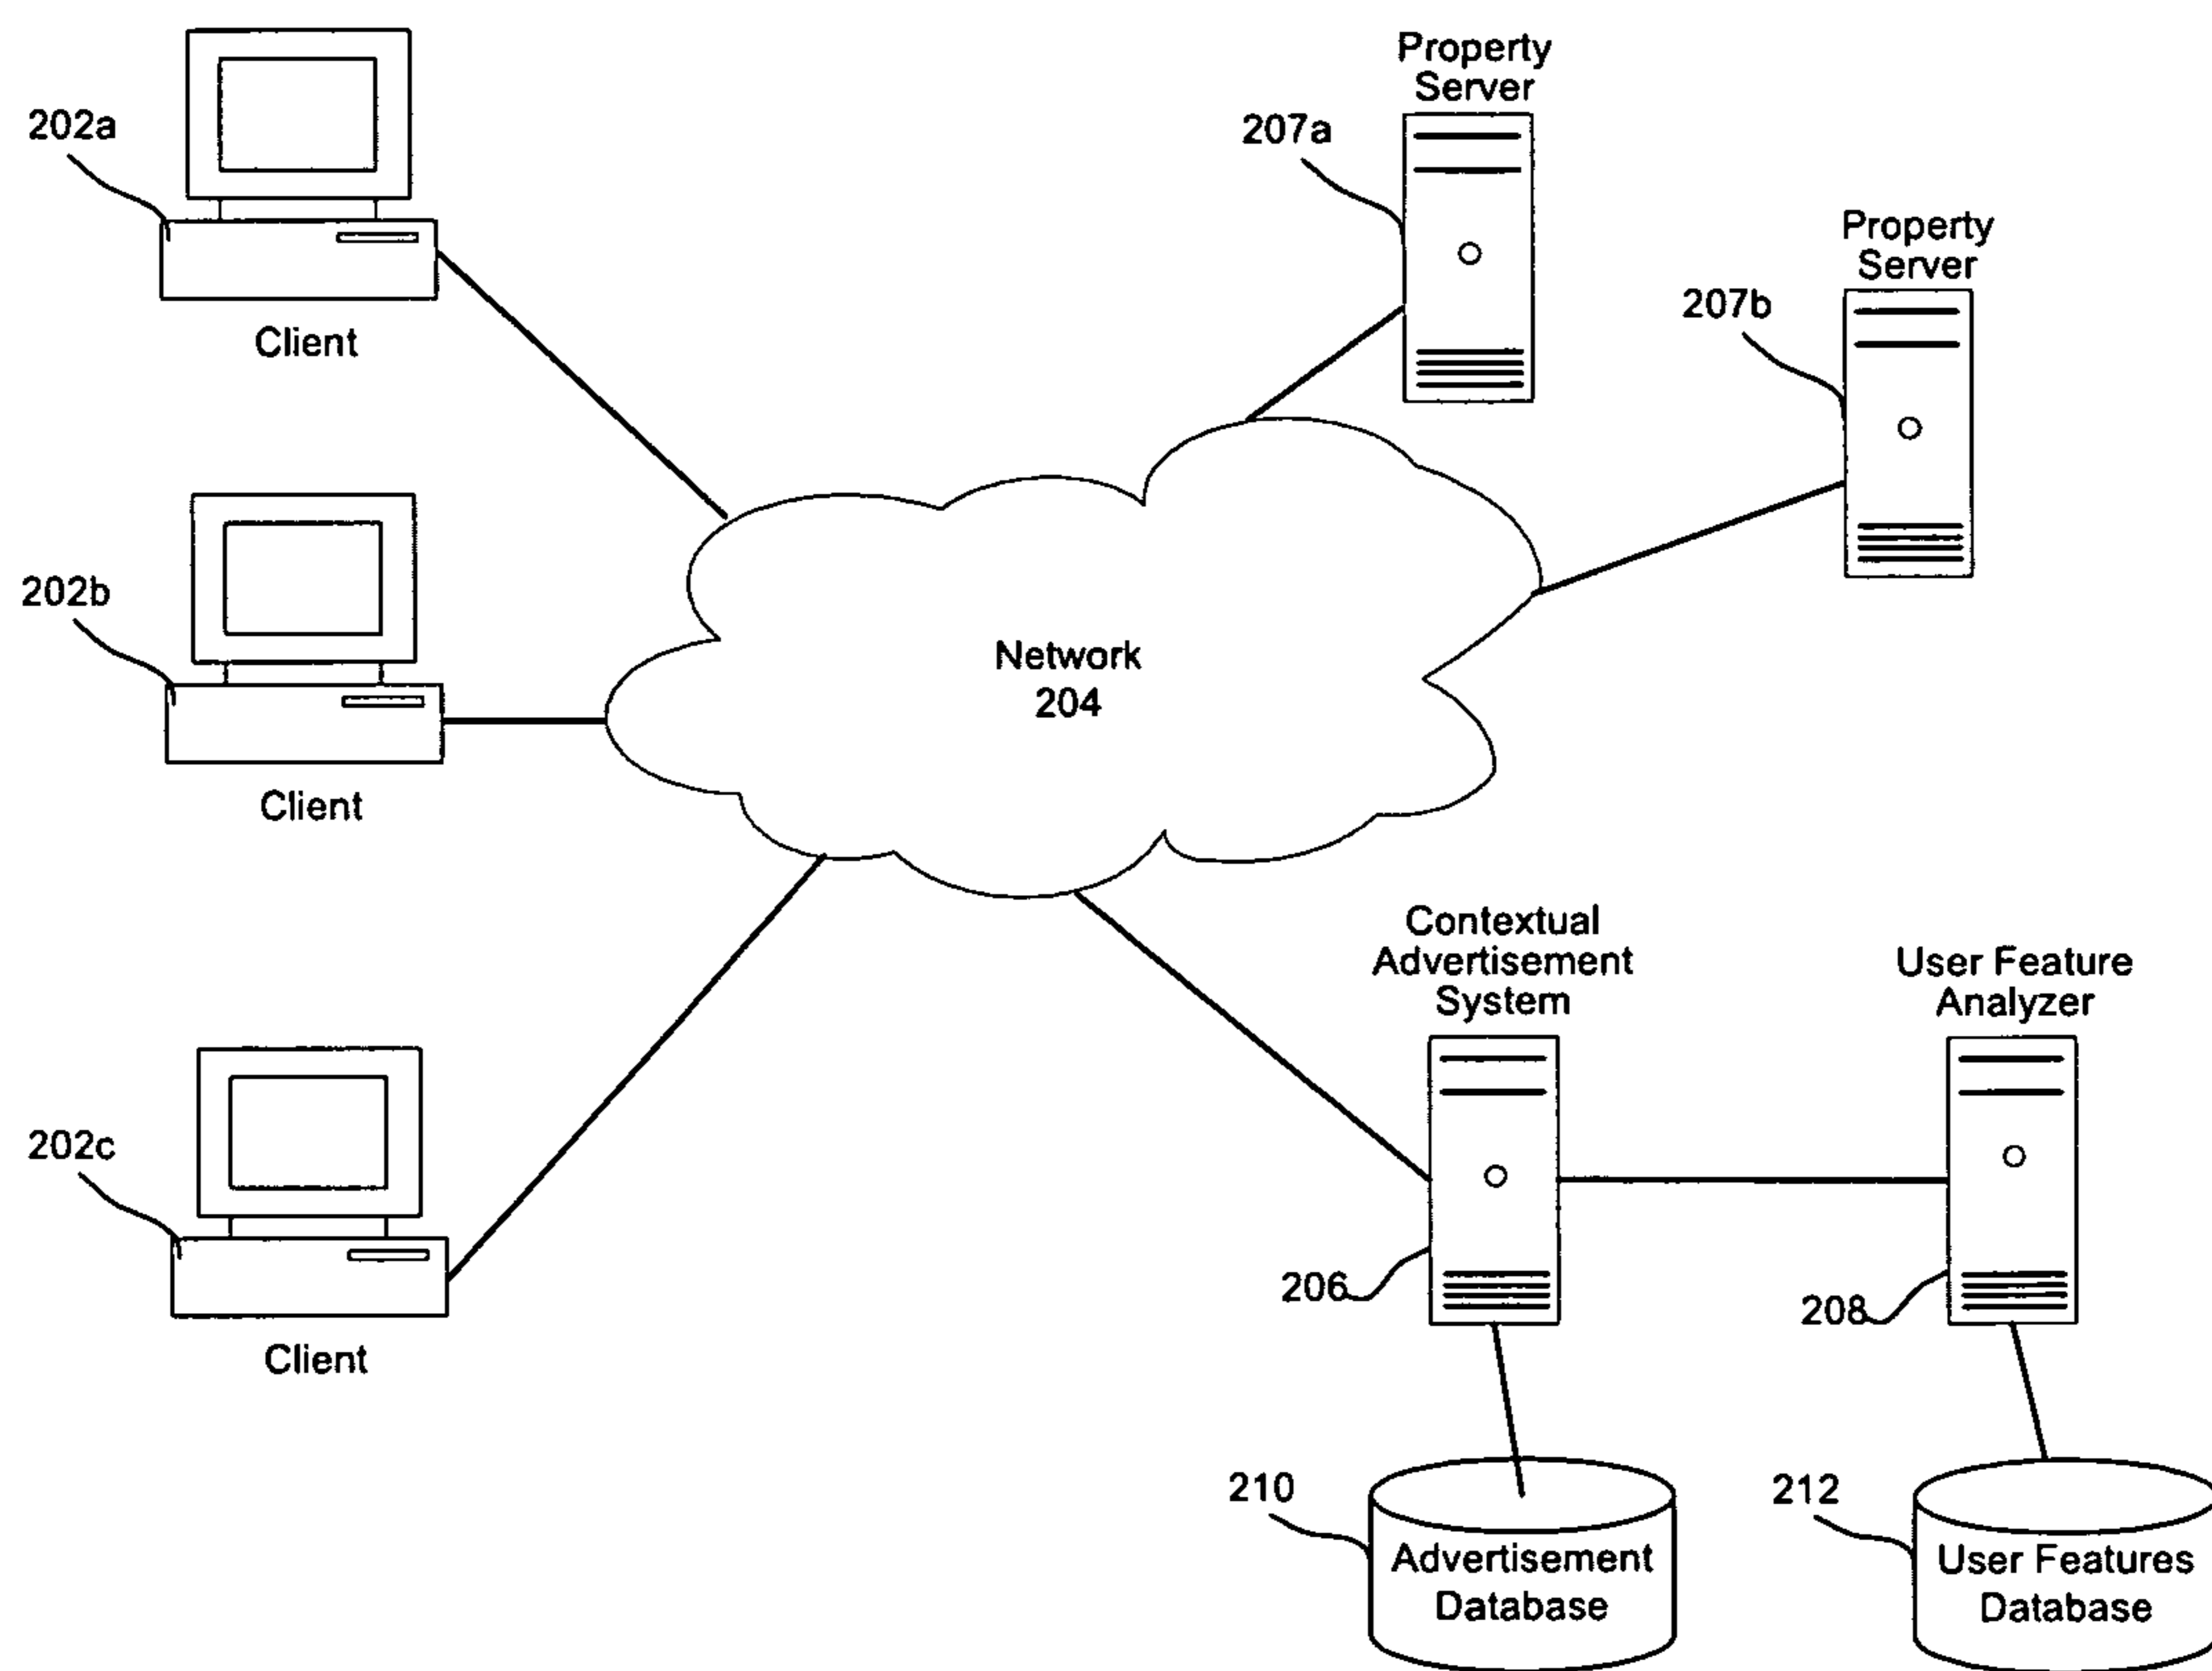 Property
Server
202a
207a
Property
Server
207b
Client
202b
Network
204
Client
Contextual
Advertisement
System
User Feature
Analyzer
202c
206
208
Client
210
212
Advertisement
Database
User Features
Database